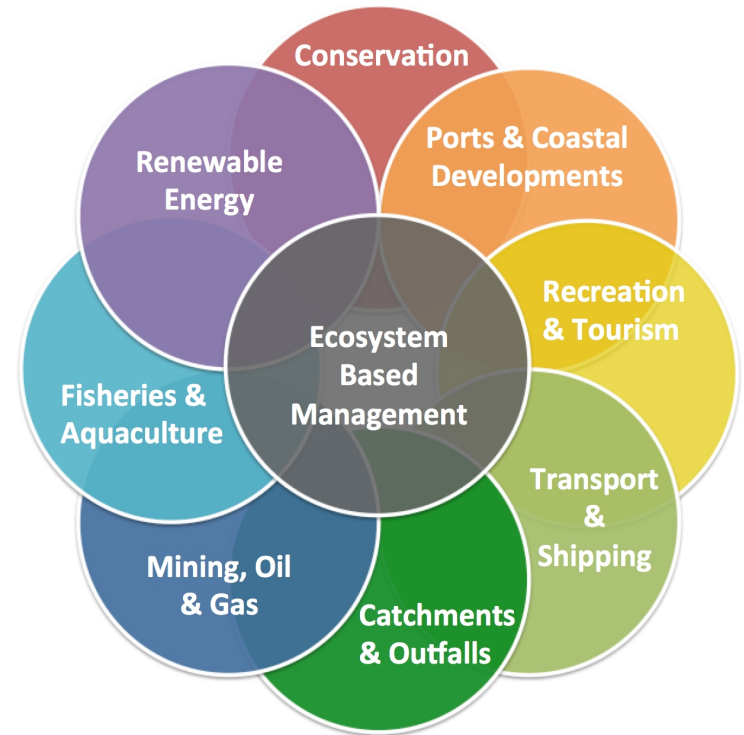 Conservation
Ports & Coastal
Developments
Renewable
Energy
Recreation
& Tourism
Ecosystem
Based
Management
Fisheries &
Aquaculture
Transport
&
Shipping
Mining, Oil
& Gas
Catchments
& Outfalls